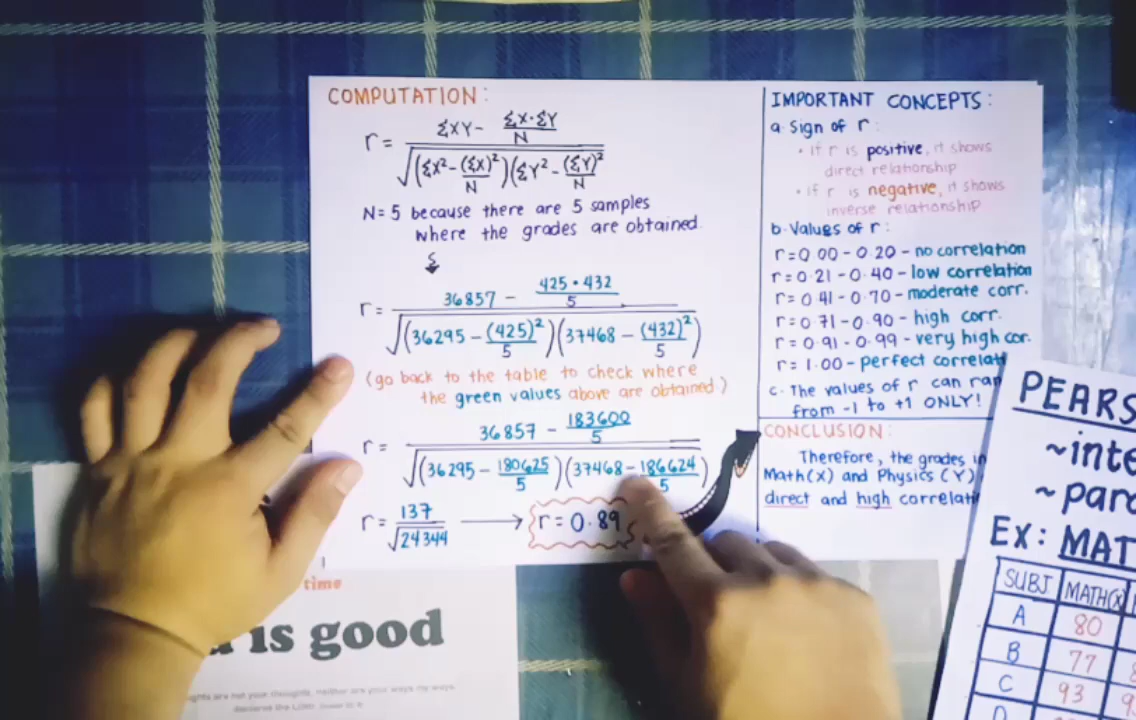 COMPUTATION:
r = ΣXY - ΣX·ΣY/N / √((ΣX² - (ΣX)²/N)(ΣY² - (ΣY)²/N)
N = 5 because there are 5 samples
where the grades are obtained.
r = 36857 - 425 · 432/5 / √((36295 - (425)²/5)(37468 - (432)²/5)
(go back to the table to check where
the green values above are obtained)
r = 36857 - 183600/5 / √((36295 - 180625/5)(37468 - 186624/5)
r = 137/√24344 → r = 0.89
IMPORTANT CONCEPTS:
a. Sign of r:
• if r is positive, it shows
direct relationship
• if r is negative, it shows
inverse relationship
b. Values of r:
r = 0.00 - 0.20 - no correlation
r = 0.21 - 0.40 - low correlation
r = 0.41 - 0.70 - moderate corr.
r = 0.71 - 0.90 - high corr.
r = 0.91 - 0.99 - very high cor.
r = 1.00 - perfect correlat
c. The values of r can ran
from -1 to +1 ONLY!
CONCLUSION:
Therefore, the grades in
Math(X) and Physics (Y)
direct and high correlati
PEARS
~inte
~para
EX: MAT
SUBJ MATH(X)
A 80
B 77
C 93
D
time
is good